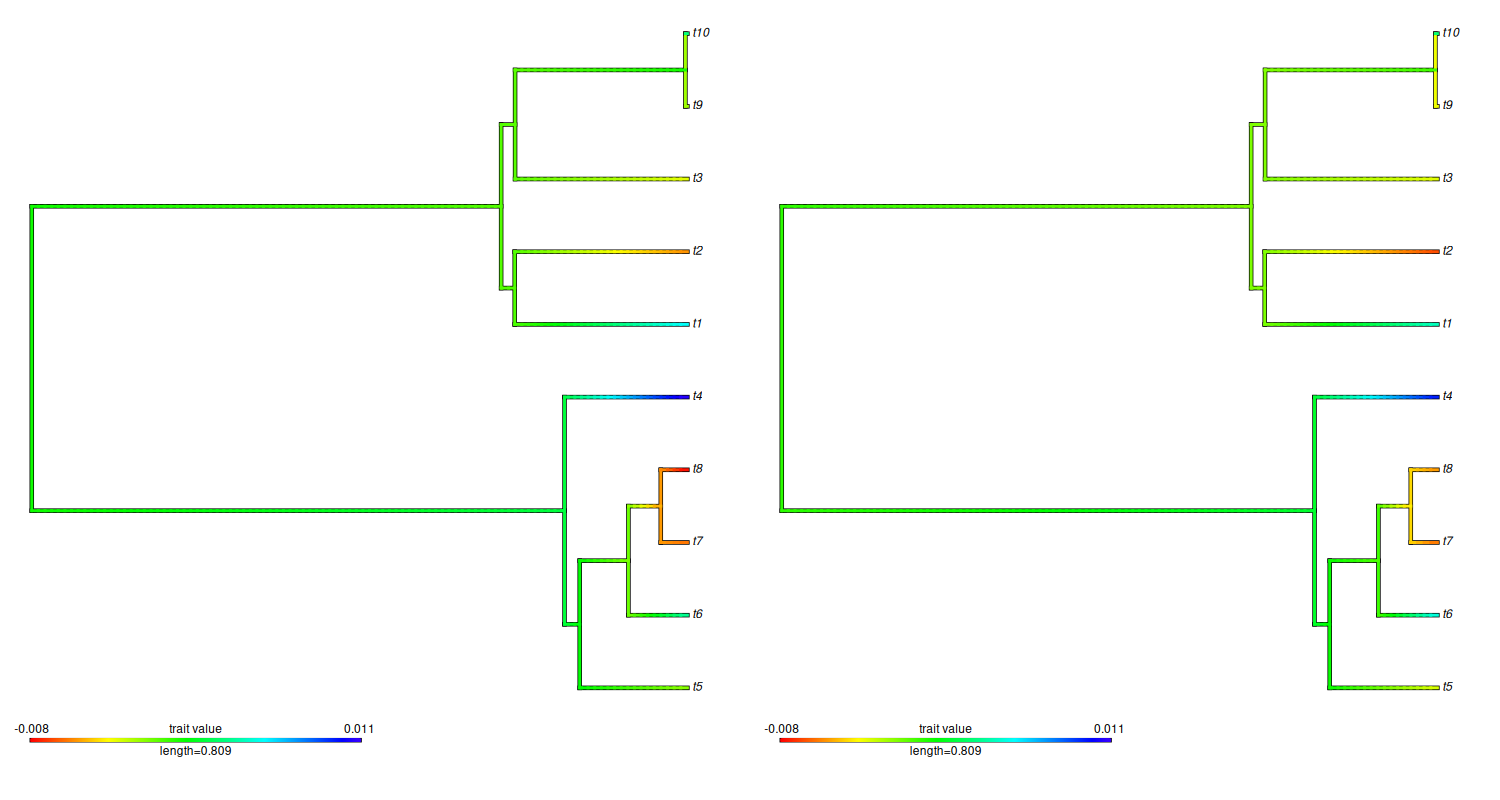 t10
t9
t3
t2
t1
t4
t8
t7
t6
t5
-0.008 trait value 0.011
length=0.809
t10
t9
t3
t2
t1
t4
t8
t7
t6
t5
-0.008 trait value 0.011
length=0.809